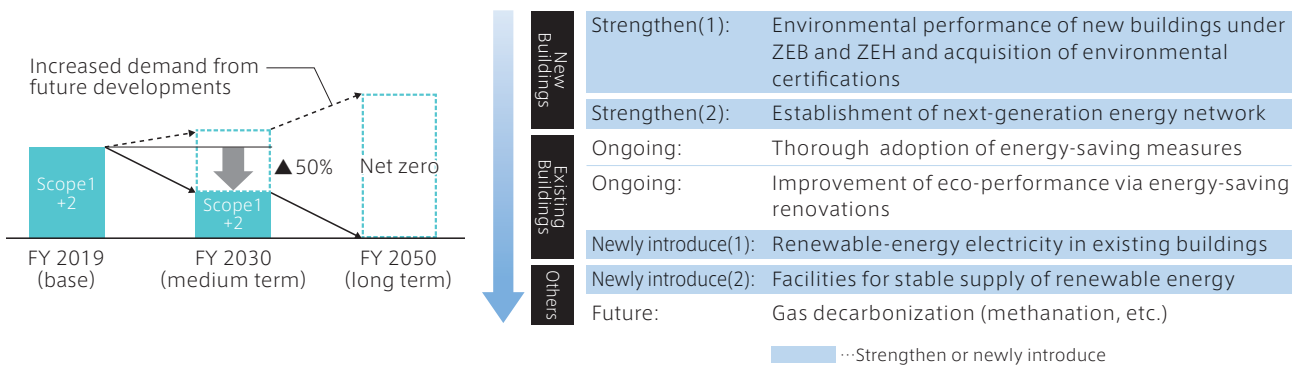 Increased demand from
future developments
▲50%
Net zero
Scope1
+2
Scope1
+2
FY 2019
(base)
FY 2030
(medium term)
FY 2050
(long term)
New
Buildings
Strengthen(1): Environmental performance of new buildings under
ZEB and ZEH and acquisition of environmental
certifications
Strengthen(2): Establishment of next-generation energy network
Existing
Buildings
Ongoing: Thorough adoption of energy-saving measures
Ongoing: Improvement of eco-performance via energy-saving
renovations
Newly introduce(1): Renewable-energy electricity in existing buildings
Others
Newly introduce(2): Facilities for stable supply of renewable energy
Future: Gas decarbonization (methanation, etc.)
…Strengthen or newly introduce